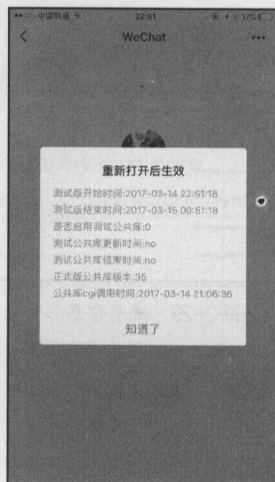 中国联通 22:51
WeChat
重新打开后生效
测试版开始时间:2017-03-14 22:51:18
测试版结束时间:2017-03-15 00:51:18
是否启用调试公共库:0
测试公共库更新时间:no
测试公共库结束时间:no
正式版公共库版本:35
公共库cgi调用时间:2017-03-14 21:06:35
知道了